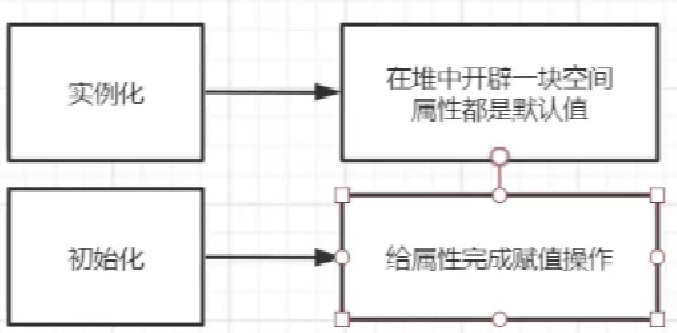 实例化
在堆中开辟一块空间
属性都是默认值
初始化
给属性完成赋值操作